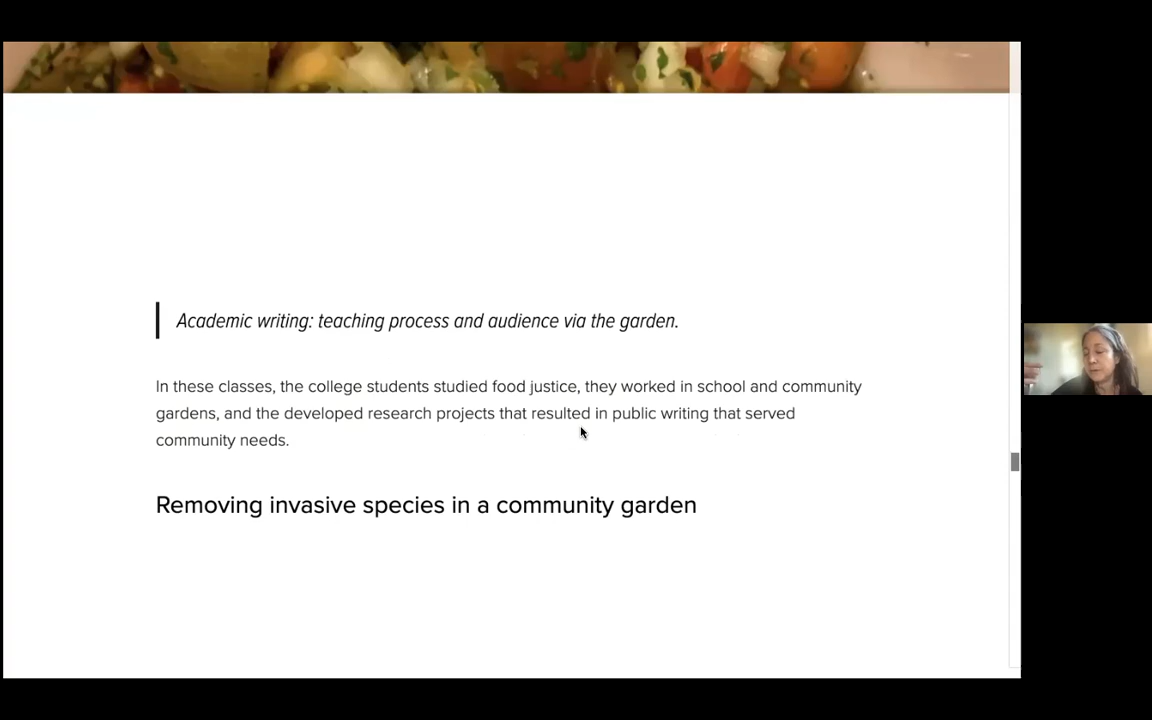 Academic writing: teaching process and audience via the garden.
In these classes, the college students studied food justice, they worked in school and community
gardens, and the developed research projects that resulted in public writing that served
community needs.
Removing invasive species in a community garden